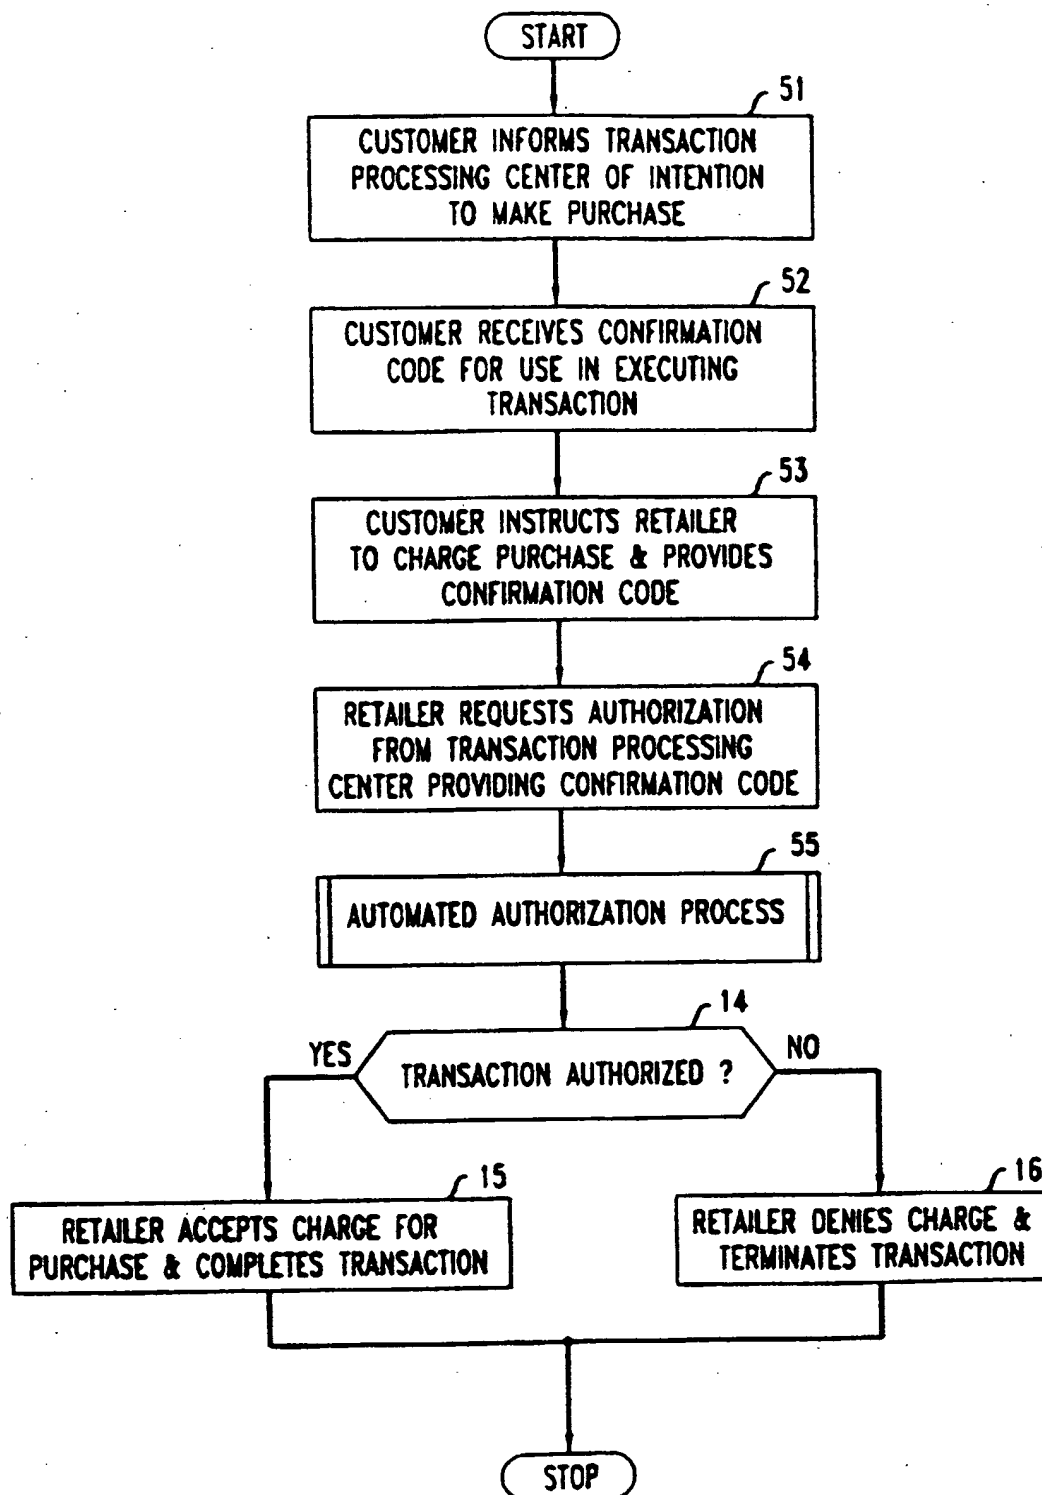 START
51
CUSTOMER INFORMS TRANSACTION
PROCESSING CENTER OF INTENTION
TO MAKE PURCHASE
52
CUSTOMER RECEIVES CONFIRMATION
CODE FOR USE IN EXECUTING
TRANSACTION
53
CUSTOMER INSTRUCTS RETAILER
TO CHARGE PURCHASE & PROVIDES
CONFIRMATION CODE
54
RETAILER REQUESTS AUTHORIZATION
FROM TRANSACTION PROCESSING
CENTER PROVIDING CONFIRMATION CODE
55
AUTOMATED AUTHORIZATION PROCESS
14
YES
TRANSACTION AUTHORIZED ?
NO
15
RETAILER ACCEPTS CHARGE FOR
PURCHASE & COMPLETES TRANSACTION
16
RETAILER DENIES CHARGE &
TERMINATES TRANSACTION
STOP